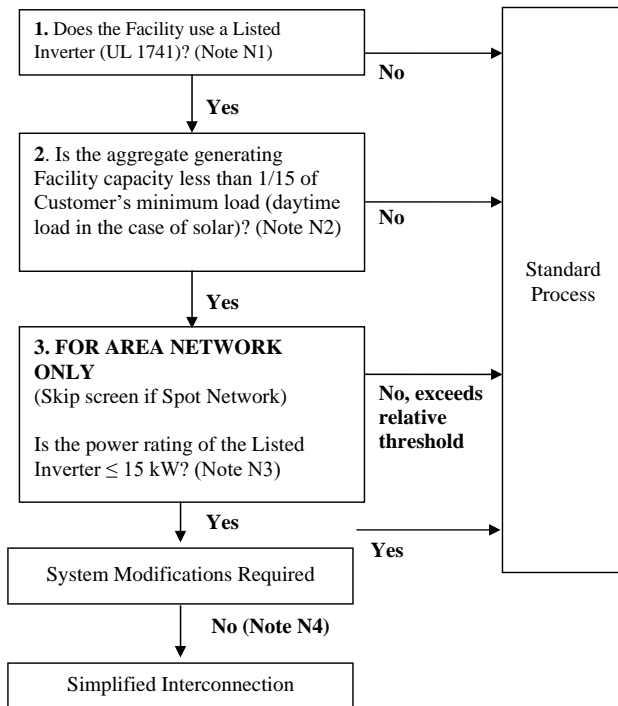 1. Does the Facility use a Listed
Inverter (UL 1741)? (Note N1)
No
Yes
2. Is the aggregate generating
Facility capacity less than 1/15 of
Customer's minimum load (daytime
load in the case of solar)? (Note N2)
No
Standard
Process
Yes
3. FOR AREA NETWORK
ONLY
(Skip screen if Spot Network)
Is the power rating of the Listed
Inverter ≤ 15 kW? (Note N3)
No, exceeds
relative
threshold
Yes
Yes
System Modifications Required
No (Note N4)
Simplified Interconnection